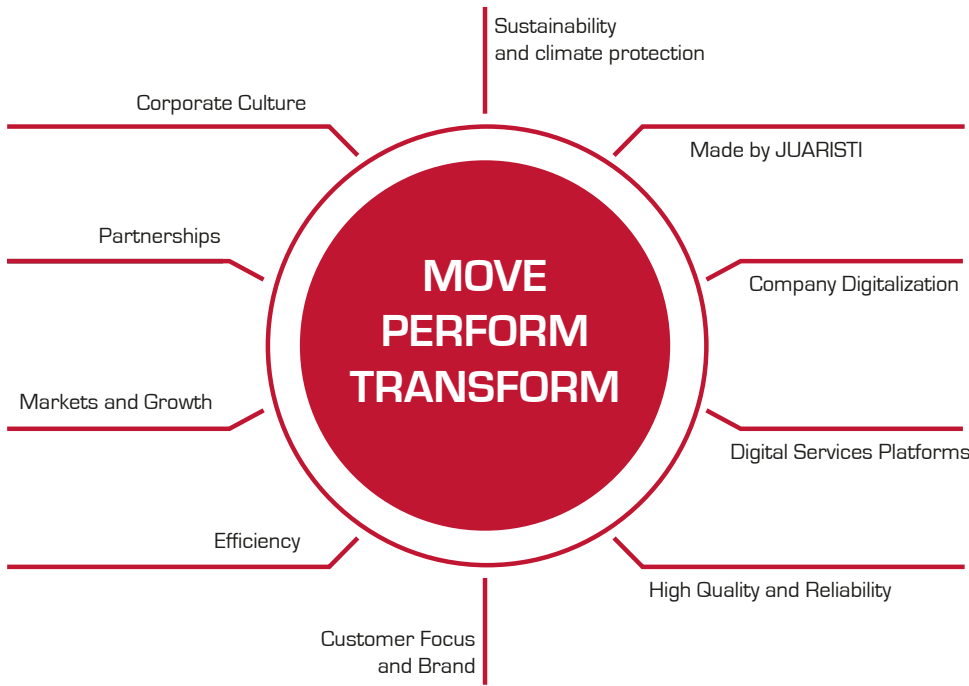 Sustainability
and climate protection
Corporate Culture
Made by JUARISTI
Partnerships
Company Digitalization
MOVE
PERFORM
TRANSFORM
Markets and Growth
Digital Services Platforms
Efficiency
High Quality and Reliability
Customer Focus
and Brand